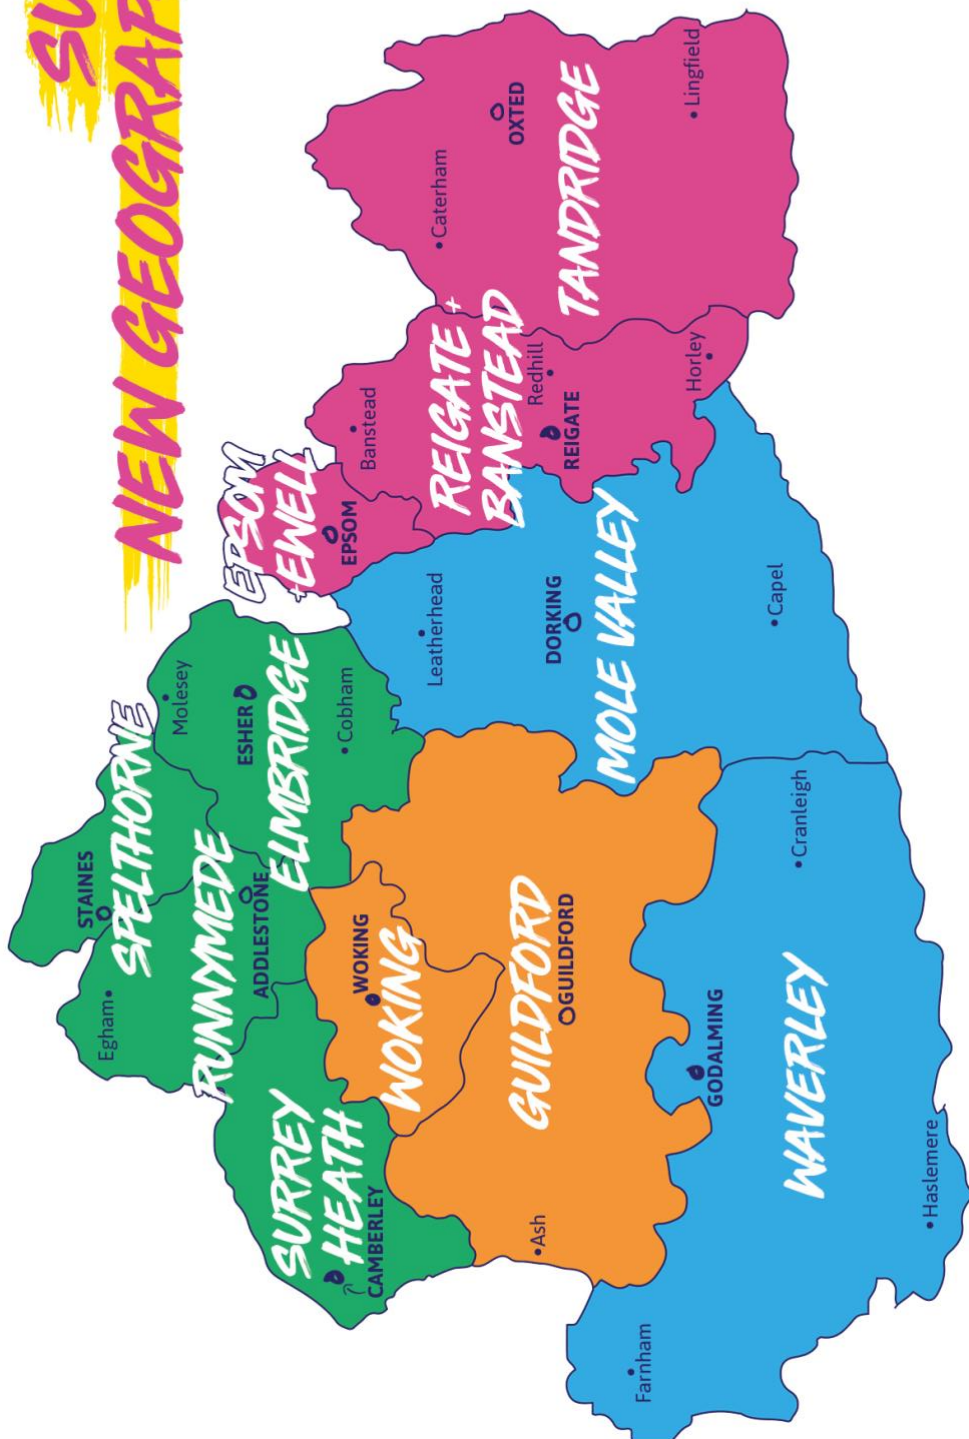 SU
NEW GEOGRAP
STAINES
Egham
SPELTHORNE
Molesey
RUNNYMEDE
ESHER
ADDLESTONE
ELMBRIDGE
Cobham
EPSOM
+EWELL
EPSOM
SURREY
HEATH
CAMBERLEY
WOKING
WOKING
Banstead
Caterham
REIGATE +
BANSTEAD
Leatherhead
OXTED
Redhill
REIGATE
TANDRIDGE
Lingfield
Horley
DORKING
MOLE VALLEY
Capel
GUILDFORD
GUILDFORD
Ash
Farnham
GODALMING
Cranleigh
WAVERLEY
Haslemere